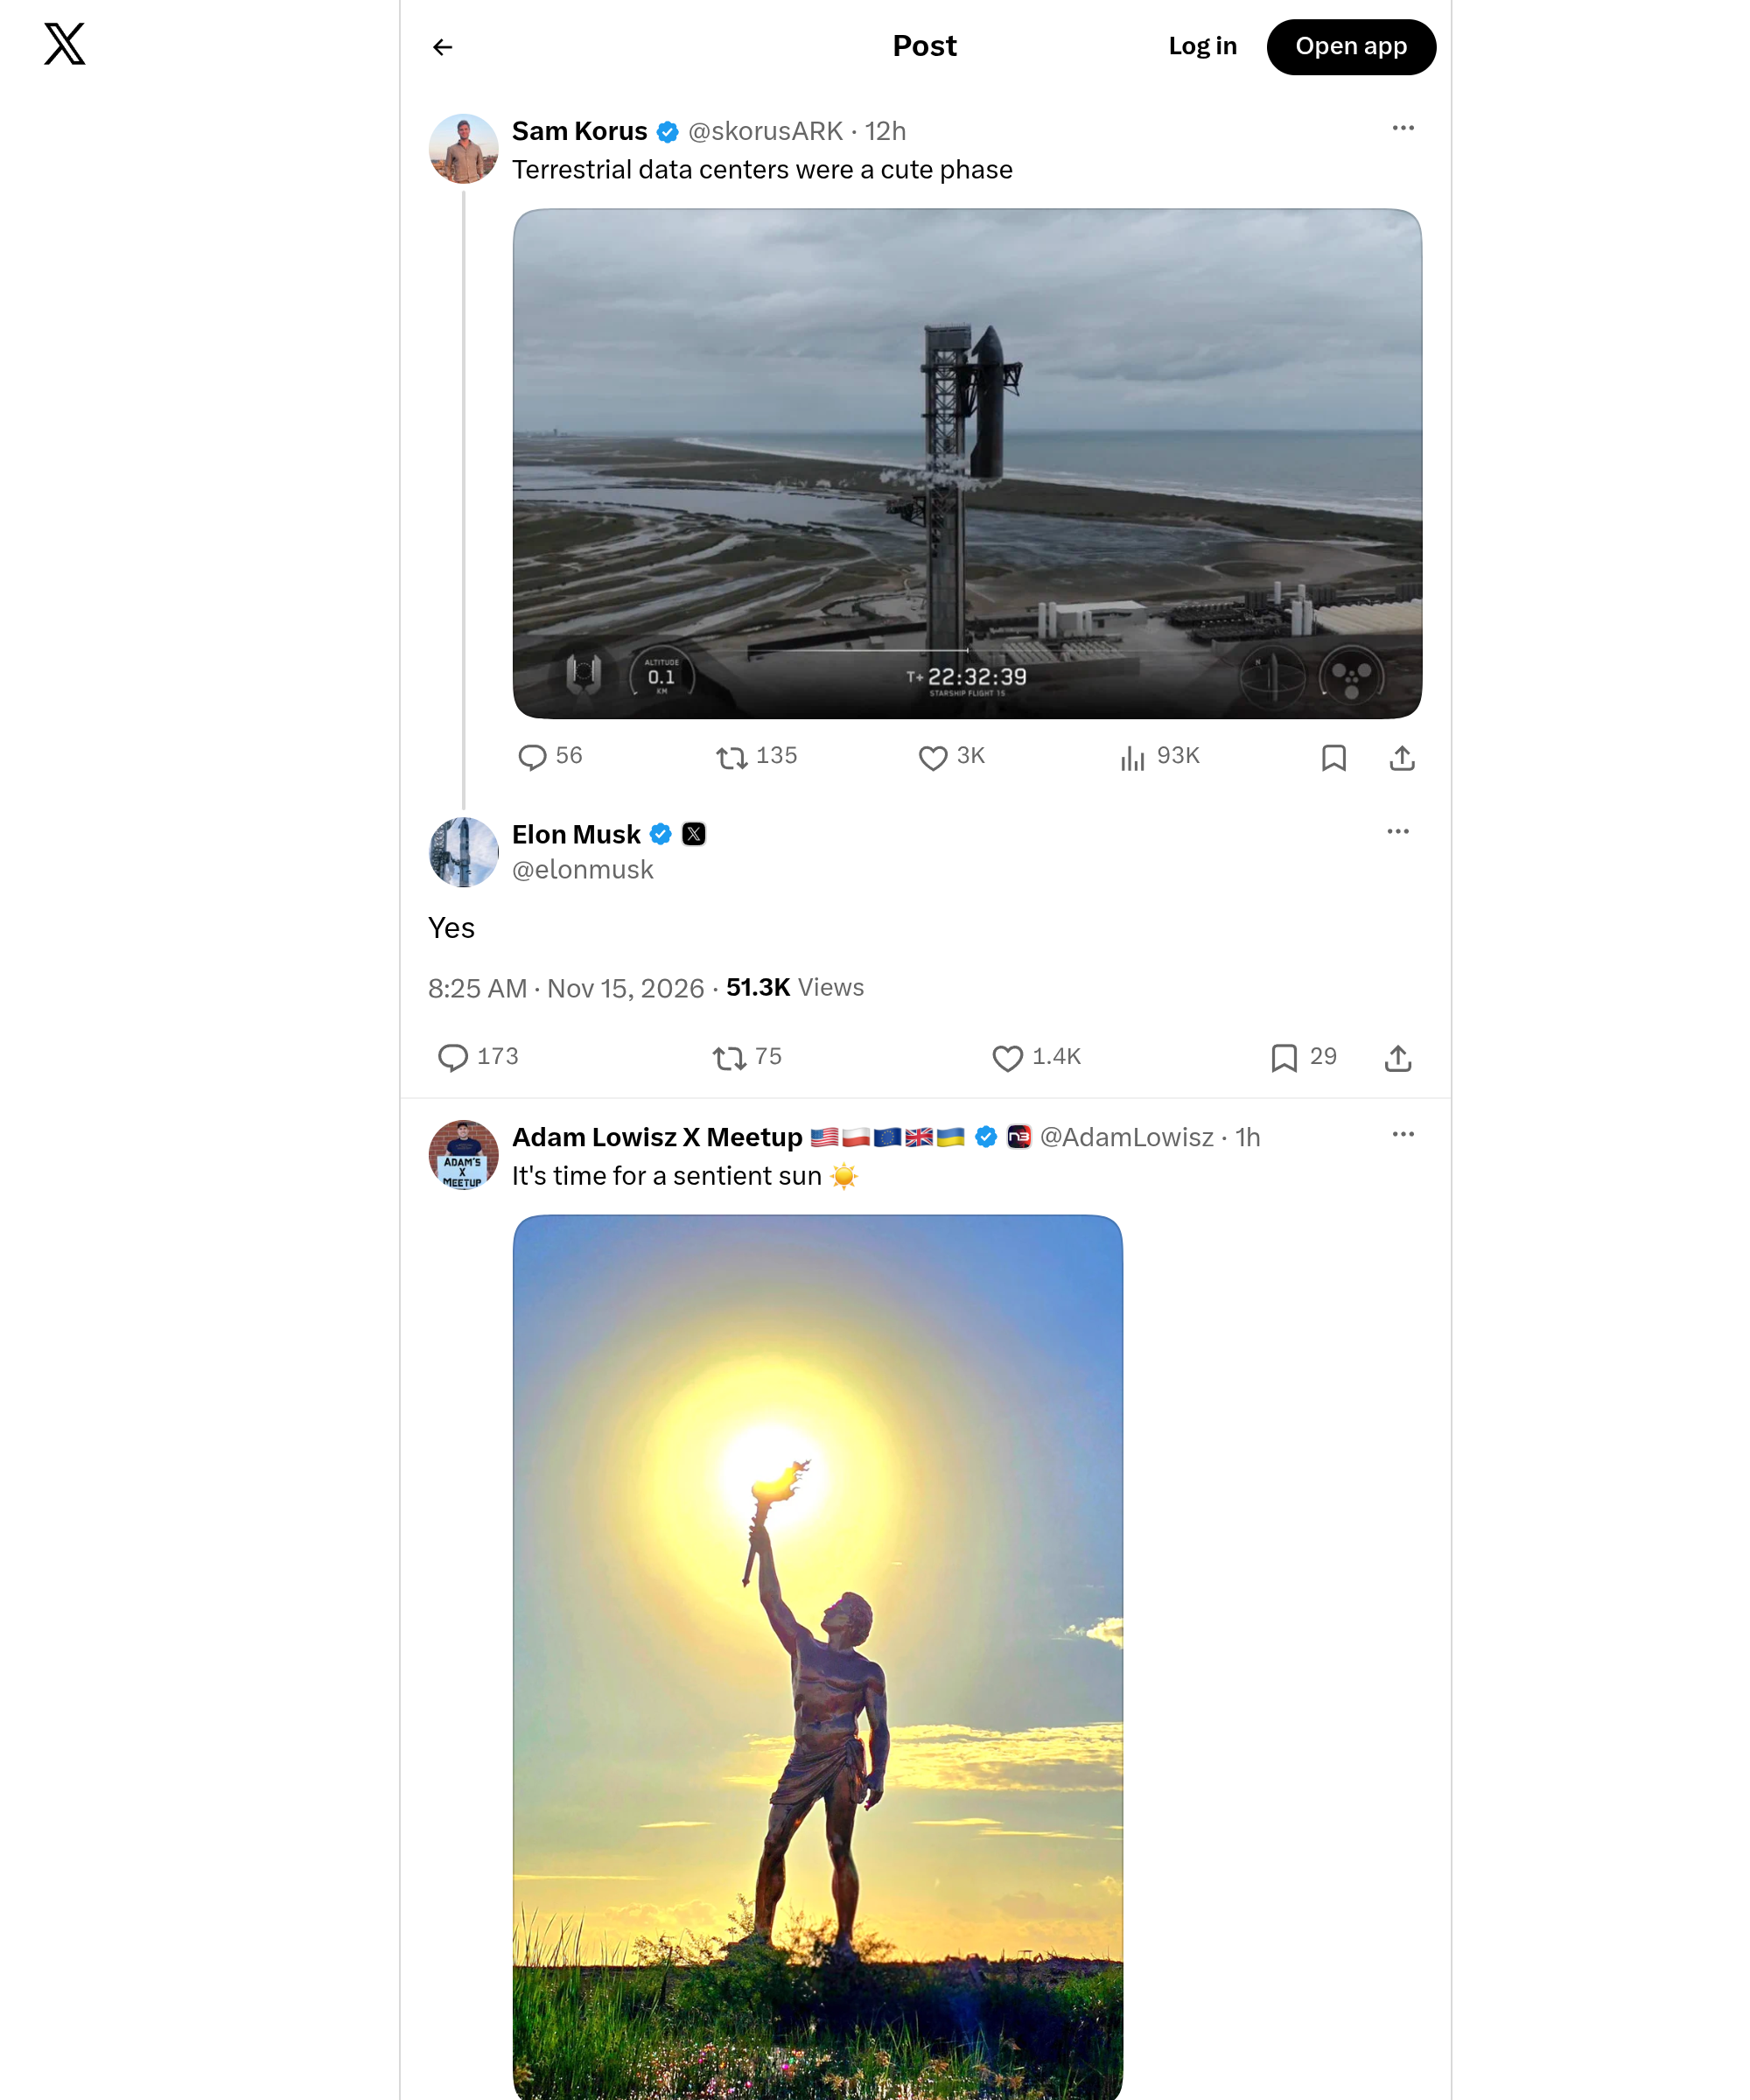 Post
Log in
Open app
Sam Korus @skorusARK · 12h
Terrestrial data centers were a cute phase
ALTITUDE
0.1
KM
T+ 22:32:39
STARSHIP FLIGHT 15
N
56
135
3K
93K
Elon Musk
@elonmusk
Yes
8:25 AM · Nov 15, 2026 · 51.3K Views
173
75
1.4K
29
Adam Lowisz X Meetup 🇺🇸🇵🇱🇪🇺🇬🇧🇺🇦 n3 @AdamLowisz · 1h
ADAM'S
X
MEETUP
It's time for a sentient sun ☀️